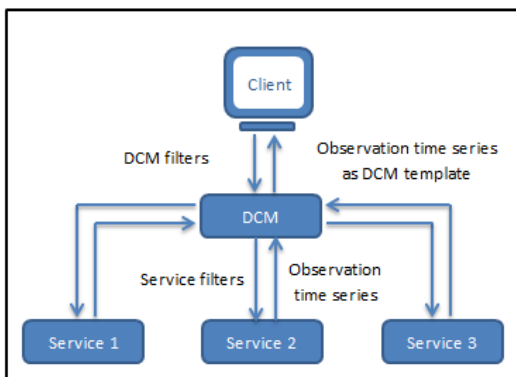 Client
DCM filters
Observation time series
as DCM template
DCM
Service filters
Observation
time series
Service 1
Service 2
Service 3